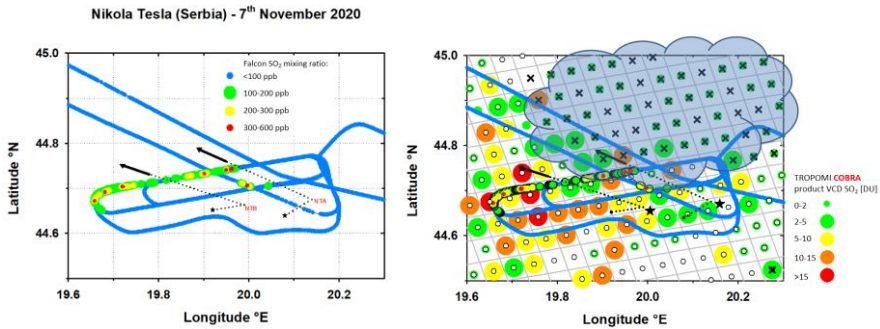 Nikola Tesla (Serbia) - 7th November 2020
45.0
44.8
44.6
Latitude °N
19.6
19.8
20.0
20.2
Longitude °E
Falcon SO2 mixing ratio:
<100 ppb
100-200 ppb
200-300 ppb
300-600 ppb
NTB
NTA
45.0
44.8
44.6
Latitude °N
19.6
19.8
20.0
20.2
Longitude °E
TROPOMI COBRA
product VCD SO2 [DU]
0-2
2-5
5-10
10-15
>15